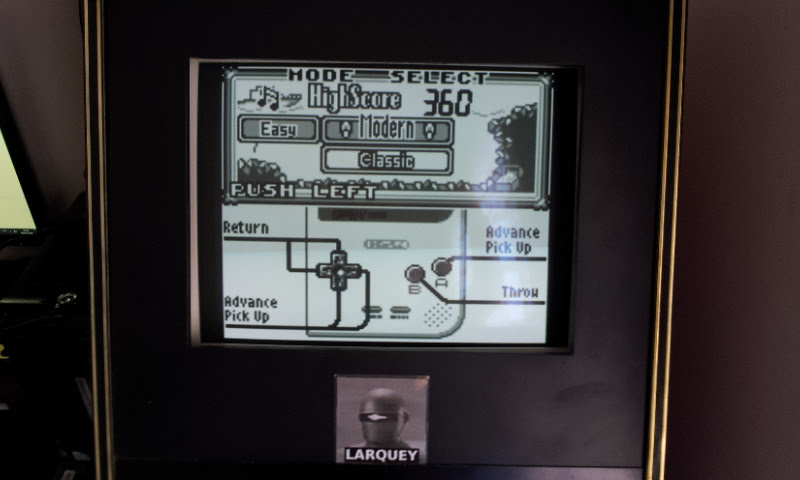 MODE SELECT
HighScore 360
Easy
Modern
Classic
PUSH LEFT
Return
Advance
Pick Up
Advance
Pick Up
Throw
A
B
LARQUEY